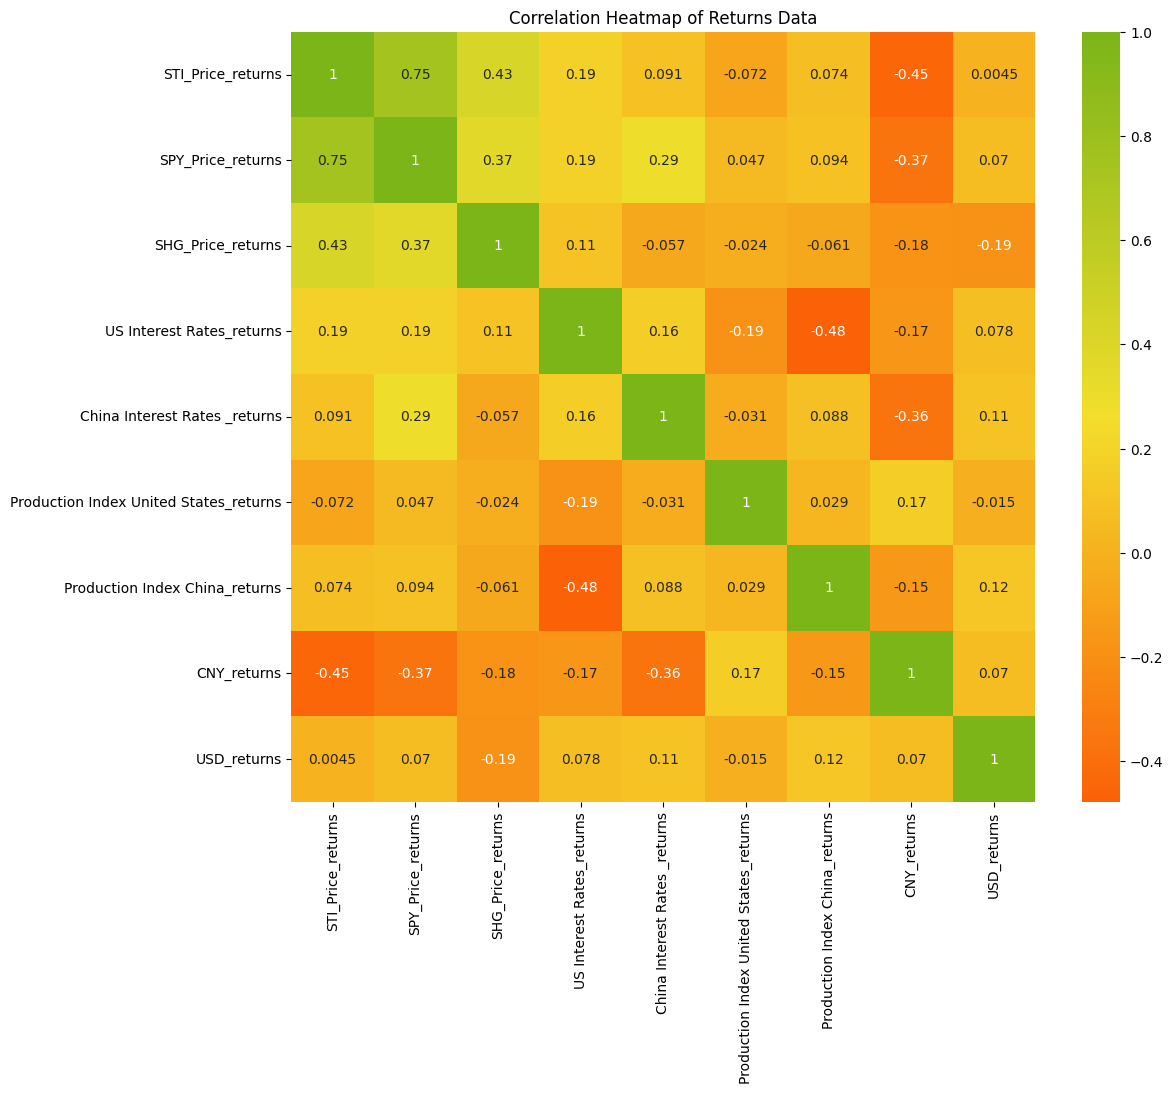 Correlation Heatmap of Returns Data
STI_Price_returns 1 0.75 0.43 0.19 0.091 -0.072 0.074 -0.45 0.0045
SPY_Price_returns 0.75 1 0.37 0.19 0.29 0.047 0.094 -0.37 0.07
SHG_Price_returns 0.43 0.37 1 0.11 -0.057 -0.024 -0.061 -0.18 -0.19
US Interest Rates_returns 0.19 0.19 0.11 1 0.16 -0.19 -0.48 -0.17 0.078
China Interest Rates _returns 0.091 0.29 -0.057 0.16 1 -0.031 0.088 -0.36 0.11
Production Index United States_returns -0.072 0.047 -0.024 -0.19 -0.031 1 0.029 0.17 -0.015
Production Index China_returns 0.074 0.094 -0.061 -0.48 0.088 0.029 1 -0.15 0.12
CNY_returns -0.45 -0.37 -0.18 -0.17 -0.36 0.17 -0.15 1 0.07
USD_returns 0.0045 0.07 -0.19 0.078 0.11 -0.015 0.12 0.07 1
STI_Price_returns
SPY_Price_returns
SHG_Price_returns
US Interest Rates_returns
China Interest Rates _returns
Production Index United States_returns
Production Index China_returns
CNY_returns
USD_returns
1.0
0.8
0.6
0.4
0.2
0.0
−0.2
−0.4